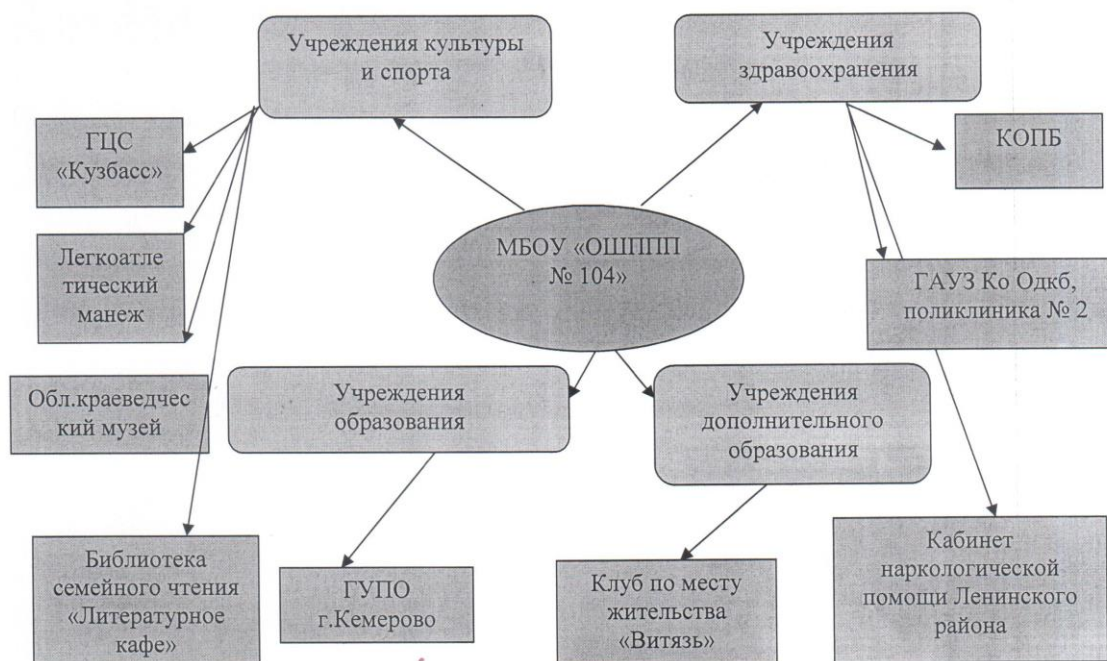 Учреждения культуры
и спорта
Учреждения
здравоохранения
ГЦС
«Кузбасс»
КОПБ
МБОУ «ОШППП
№ 104»
Легкоатле
тический
манеж
ГАУЗ Ко Одкб,
поликлиника № 2
Обл.краеведчес
кий музей
Учреждения
образования
Учреждения
дополнительного
образования
Библиотека
семейного чтения
«Литературное
кафе»
ГУПО
г.Кемерово
Клуб по месту
жительства
«Витязь»
Кабинет
наркологической
помощи Ленинского
района